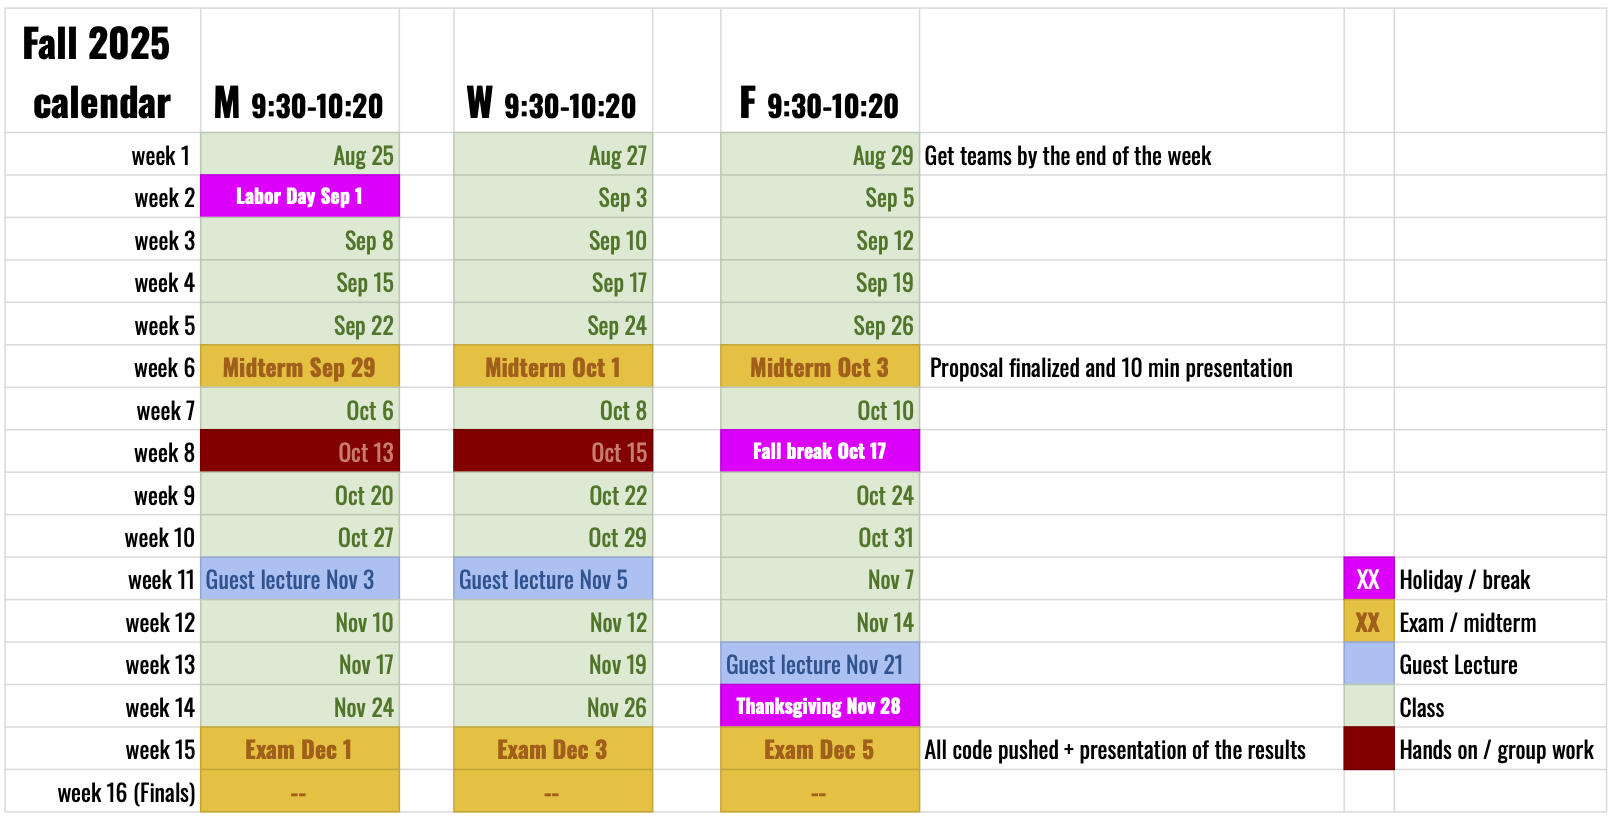 Fall 2025
calendar M 9:30-10:20 W 9:30-10:20 F 9:30-10:20
week 1 Aug 25 Aug 27 Aug 29 Get teams by the end of the week
week 2 Labor Day Sep 1 Sep 3 Sep 5
week 3 Sep 8 Sep 10 Sep 12
week 4 Sep 15 Sep 17 Sep 19
week 5 Sep 22 Sep 24 Sep 26
week 6 Midterm Sep 29 Midterm Oct 1 Midterm Oct 3 Proposal finalized and 10 min presentation
week 7 Oct 6 Oct 8 Oct 10
week 8 Oct 13 Oct 15 Fall break Oct 17
week 9 Oct 20 Oct 22 Oct 24
week 10 Oct 27 Oct 29 Oct 31
week 11 Guest lecture Nov 3 Guest lecture Nov 5 Nov 7 XX Holiday / break
week 12 Nov 10 Nov 12 Nov 14 XX Exam / midterm
week 13 Nov 17 Nov 19 Guest lecture Nov 21 Guest Lecture
week 14 Nov 24 Nov 26 Thanksgiving Nov 28 Class
week 15 Exam Dec 1 Exam Dec 3 Exam Dec 5 All code pushed + presentation of the results Hands on / group work
week 16 (Finals) -- -- --